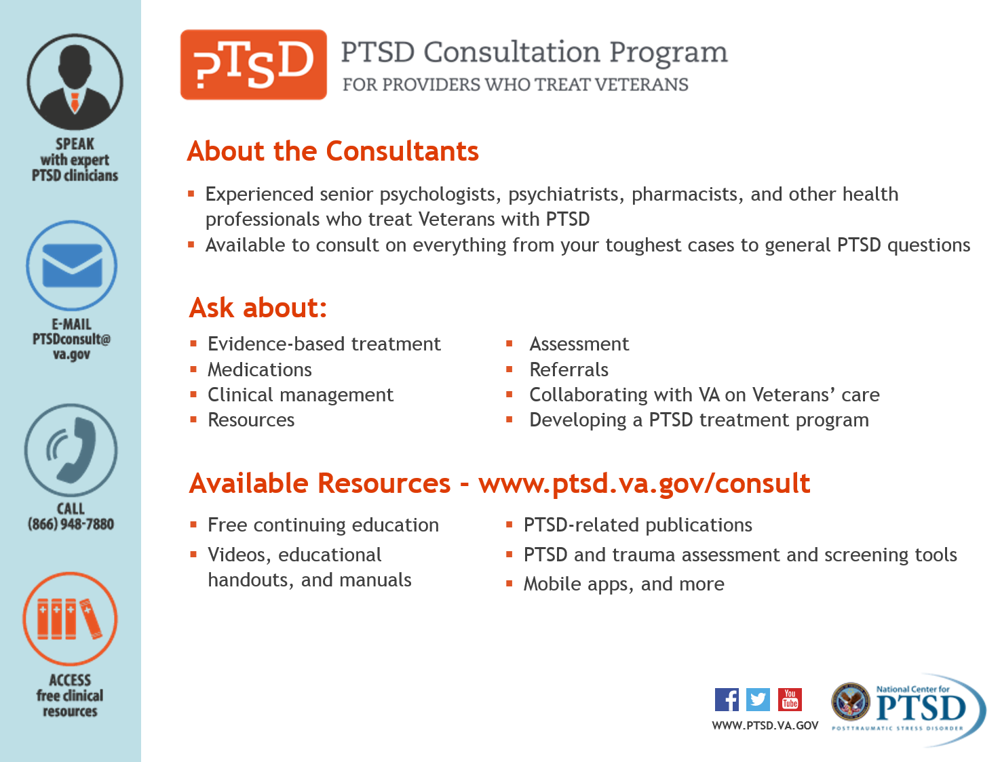 SPEAK
with expert
PTSD clinicians
E-MAIL
PTSDconsult@
va.gov
CALL
(866) 948-7880
ACCESS
free clinical
resources
?TSD
PTSD Consultation Program
FOR PROVIDERS WHO TREAT VETERANS
About the Consultants
▪ Experienced senior psychologists, psychiatrists, pharmacists, and other health
professionals who treat Veterans with PTSD
▪ Available to consult on everything from your toughest cases to general PTSD questions
Ask about:
▪ Evidence-based treatment
▪ Medications
▪ Clinical management
▪ Resources
▪ Assessment
▪ Referrals
▪ Collaborating with VA on Veterans’ care
▪ Developing a PTSD treatment program
Available Resources - www.ptsd.va.gov/consult
▪ Free continuing education
▪ Videos, educational
handouts, and manuals
▪ PTSD-related publications
▪ PTSD and trauma assessment and screening tools
▪ Mobile apps, and more
f
You
Tube
WWW.PTSD.VA.GOV
National Center for
PTSD
POSTTRAUMATIC STRESS DISORDER